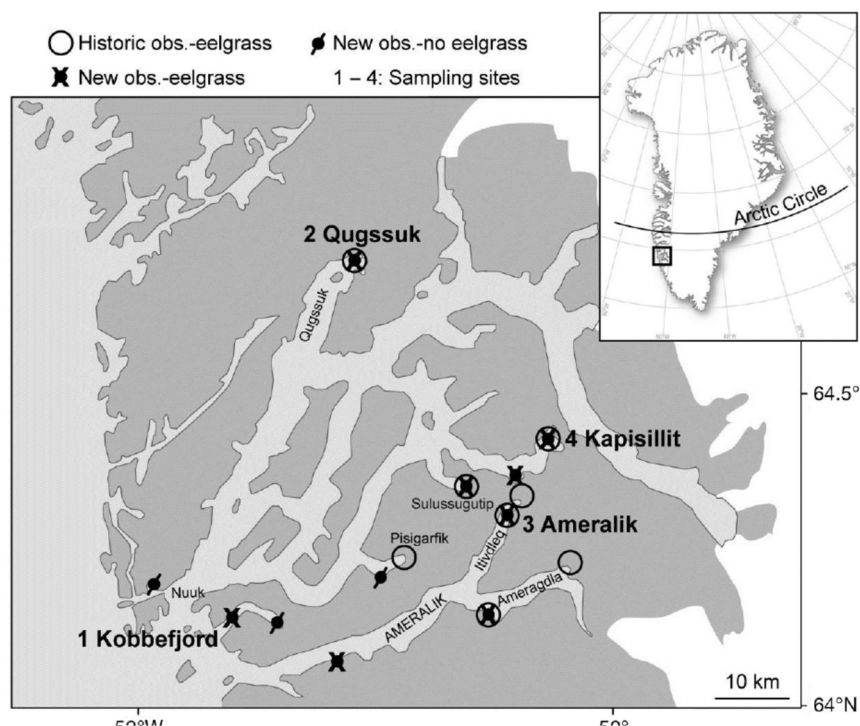 Historic obs.-eelgrass
New obs.-no eelgrass
New obs.-eelgrass
1 – 4: Sampling sites
Arctic Circle
2 Qugssuk
Qugssuk
64.5°
4 Kapisillit
Sulussugutip
3 Ameralik
Itivdleq
Pisigarfik
Ameragdla
Nuuk
AMERALIK
1 Kobbefjord
10 km
64°N